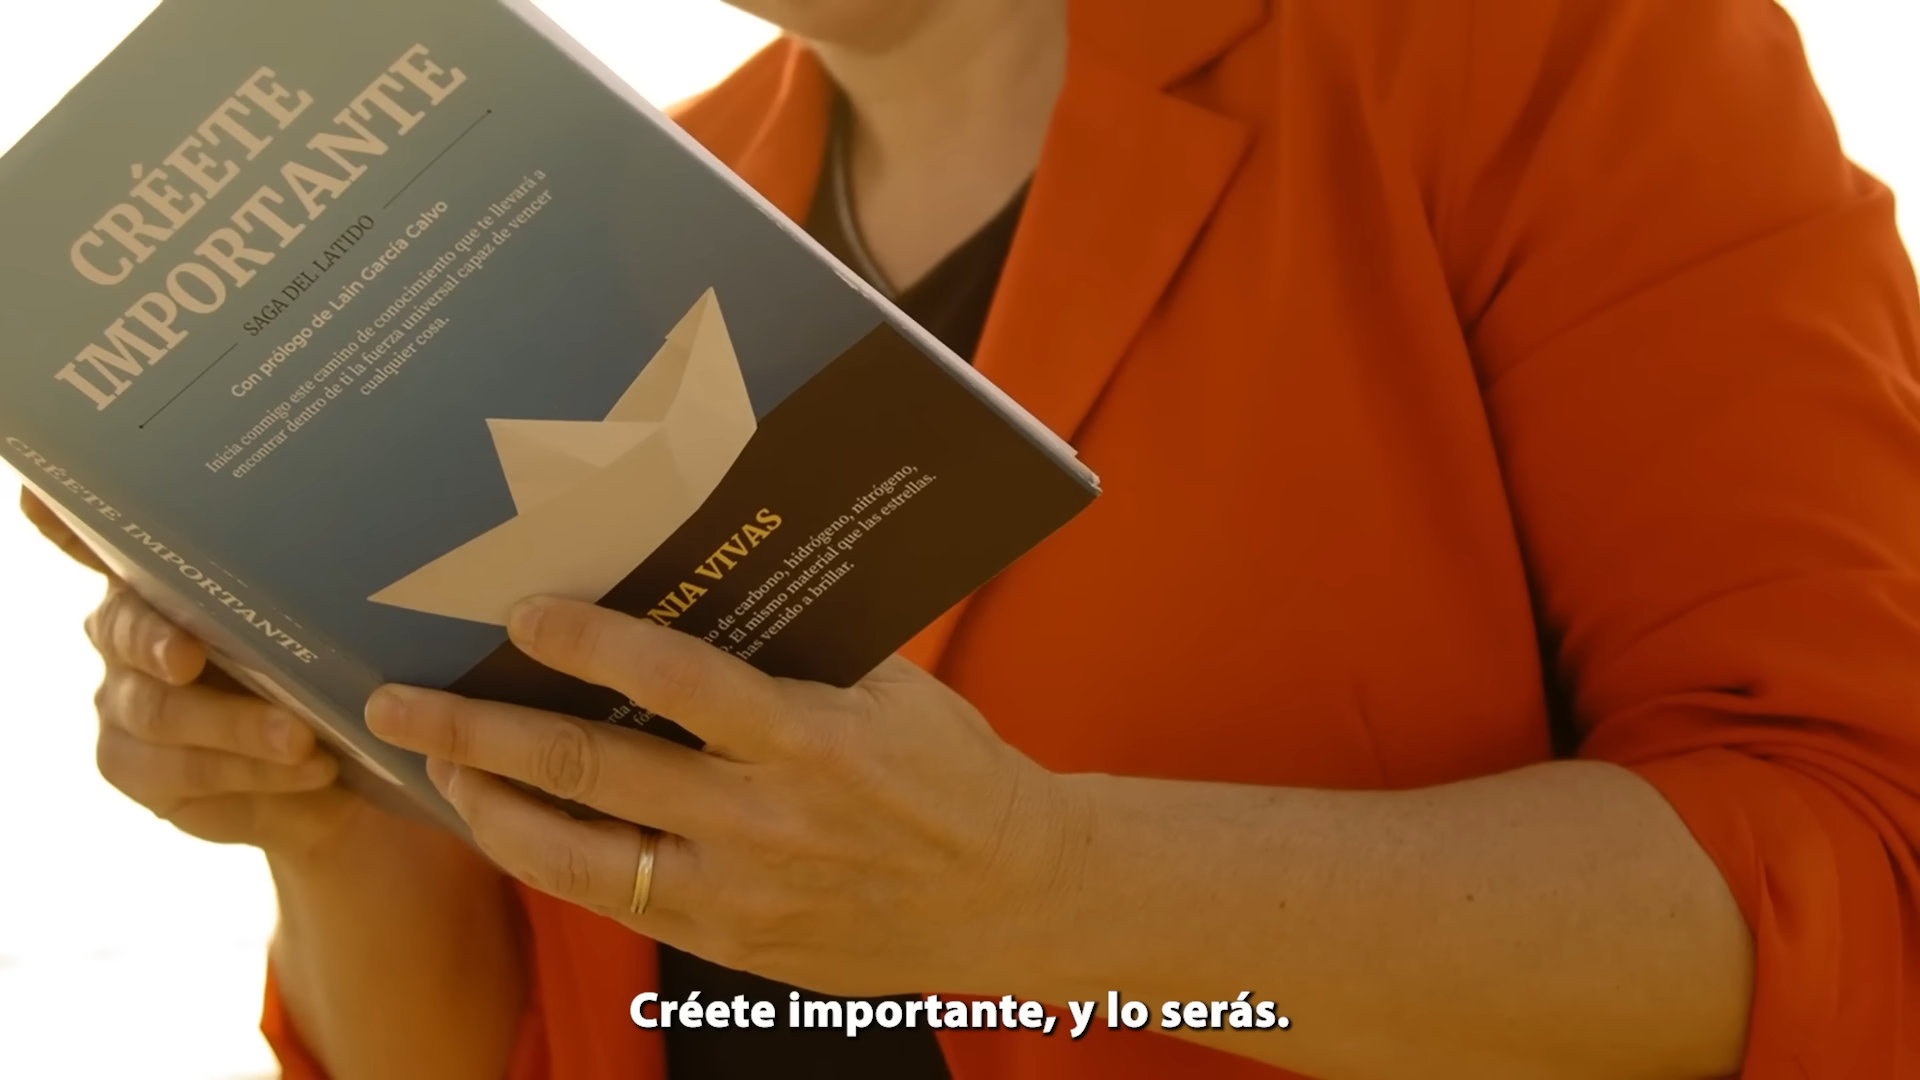 CRÉETE
IMPORTANTE
SAGA DEL LATIDO
Con prólogo de Laín García Calvo
Inicia conmigo este camino de conocimiento que te llevará a
encontrar dentro de ti la fuerza universal capaz de vencer
cualquier cosa.
NIA VIVAS
de carbono, hidrógeno, nitrógeno,
El mismo material que las estrellas.
has venido a brillar.
CRÉETE IMPORTANTE
Créete importante, y lo serás.